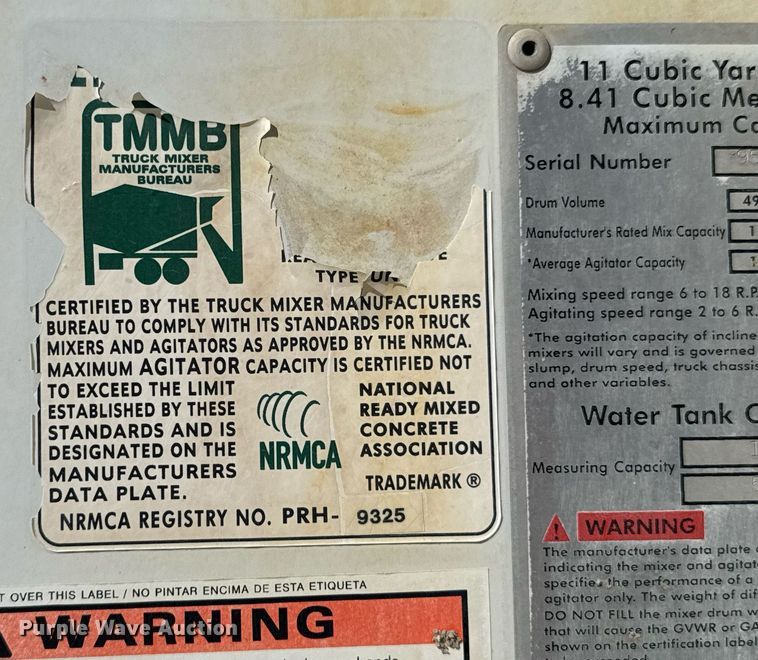 TMMB
TRUCK MIXER
MANUFACTURERS
BUREAU
TYPE
CERTIFIED BY THE TRUCK MIXER MANUFACTURERS
BUREAU TO COMPLY WITH ITS STANDARDS FOR TRUCK
MIXERS AND AGITATORS AS APPROVED BY THE NRMCA.
MAXIMUM AGITATOR CAPACITY IS CERTIFIED NOT
TO EXCEED THE LIMIT
ESTABLISHED BY THESE
STANDARDS AND IS
DESIGNATED ON THE
MANUFACTURERS
DATA PLATE.
NRMCA
NATIONAL
READY MIXED
CONCRETE
ASSOCIATION
TRADEMARK ®
NRMCA REGISTRY NO. PRH- 9325
OVER THIS LABEL / NO PINTAR ENCIMA DE ESTA ETIQUETA
WARNING
Purple Wave Auction
11 Cubic Yar
8.41 Cubic Me
Maximum Ca
Serial Number
Drum Volume 49
Manufacturer's Rated Mix Capacity 1
*Average Agitator Capacity
Mixing speed range 6 to 18 R.P.
Agitating speed range 2 to 6 R.
*The agitation capacity of incline
mixers will vary and is governed
slump, drum speed, truck chassis
and other variables.
Water Tank C
Measuring Capacity
WARNING
The manufacturer's data plate
indicating the mixer and agitat
specifies the performance of a
agitator only. The weight of dif
DO NOT FILL the mixer drum w
that will cause the GVWR or GA
shown on the certification label